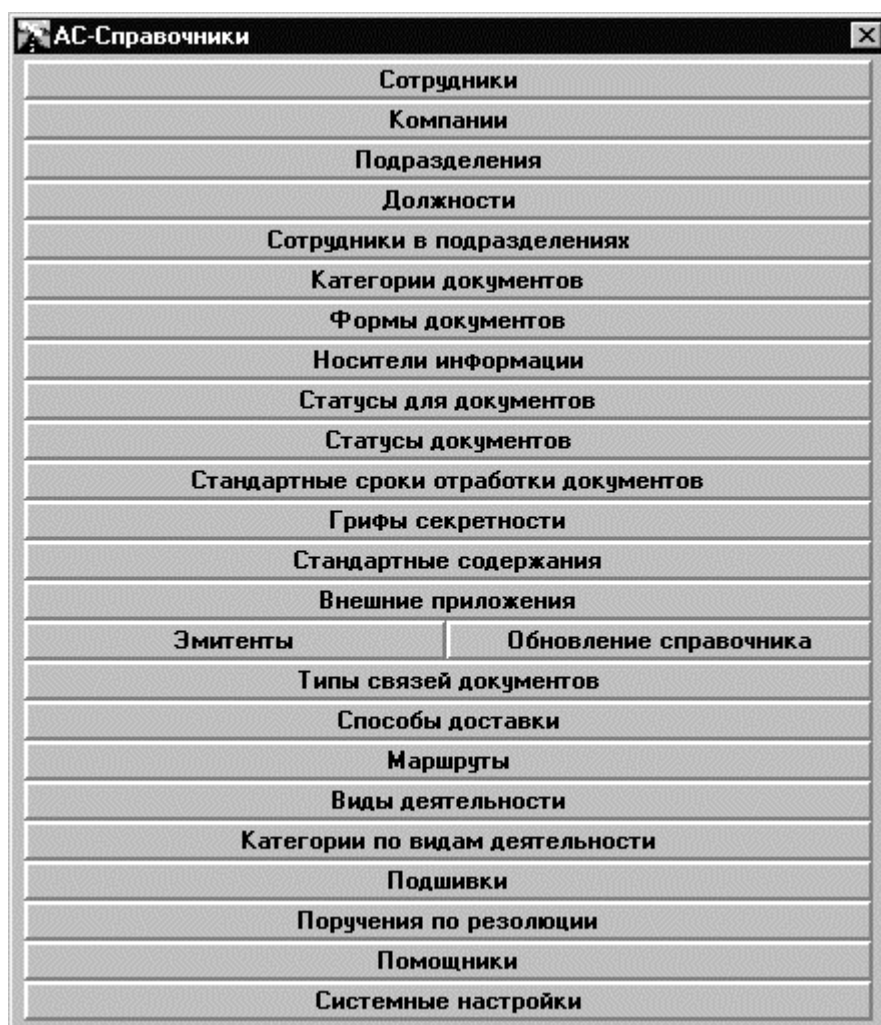 АС-Справочники
Сотрудники
Компании
Подразделения
Должности
Сотрудники в подразделениях
Категории документов
Формы документов
Носители информации
Статусы для документов
Статусы документов
Стандартные сроки отработки документов
Грифы секретности
Стандартные содержания
Внешние приложения
Эмитенты Обновление справочника
Типы связей документов
Способы доставки
Маршруты
Виды деятельности
Категории по видам деятельности
Подшивки
Поручения по резолюции
Помощники
Системные настройки